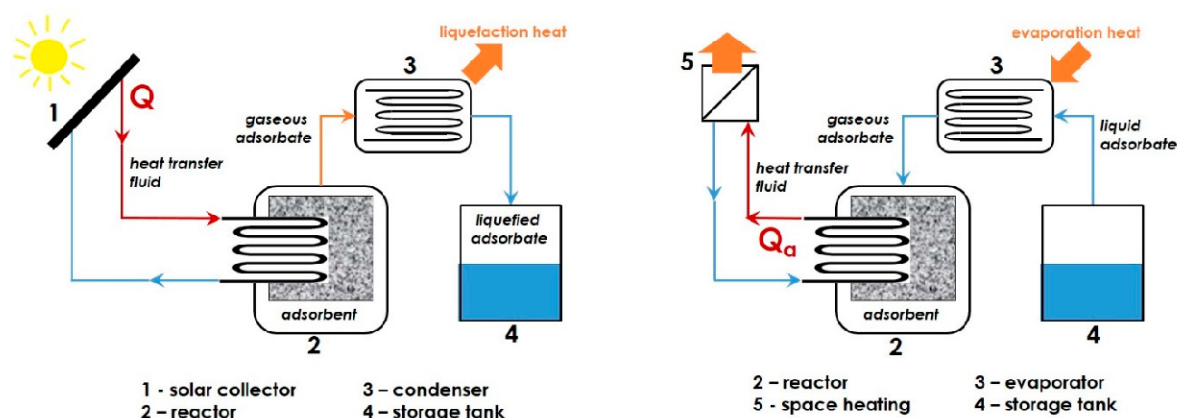 liquefaction heat
3
1
Q
gaseous
adsorbate
heat transfer
fluid
liquefied
adsorbate
adsorbent
2
4
1 - solar collector
2 – reactor
3 – condenser
4 – storage tank
evaporation heat
5
3
gaseous
adsorbate
liquid
adsorbate
heat transfer
fluid
Qa
adsorbent
2
4
2 – reactor
5 - space heating
3 – evaporator
4 – storage tank